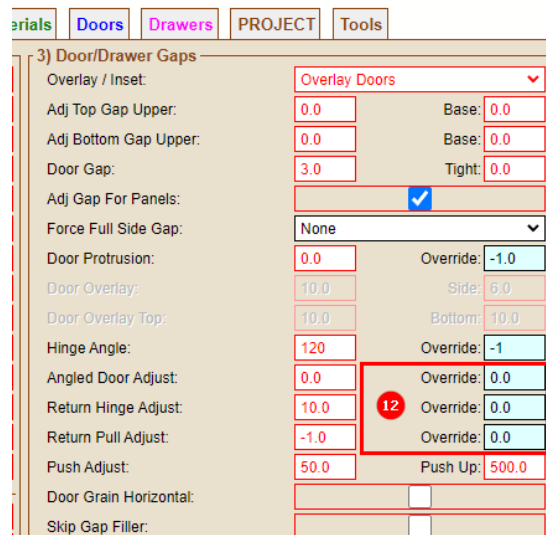 erials Doors Drawers PROJECT Tools
3) Door/Drawer Gaps
Overlay / Inset: Overlay Doors
Adj Top Gap Upper: 0.0 Base: 0.0
Adj Bottom Gap Upper: 0.0 Base: 0.0
Door Gap: 3.0 Tight: 0.0
Adj Gap For Panels:
Force Full Side Gap: None
Door Protrusion: 0.0 Override: -1.0
Door Overlay: 10.0 Side: 6.0
Door Overlay Top: 10.0 Bottom: 10.0
Hinge Angle: 120 Override: -1
Angled Door Adjust: 0.0 Override: 0.0
Return Hinge Adjust: 10.0 12 Override: 0.0
Return Pull Adjust: -1.0 Override: 0.0
Push Adjust: 50.0 Push Up: 500.0
Door Grain Horizontal:
Skip Gap Filler: